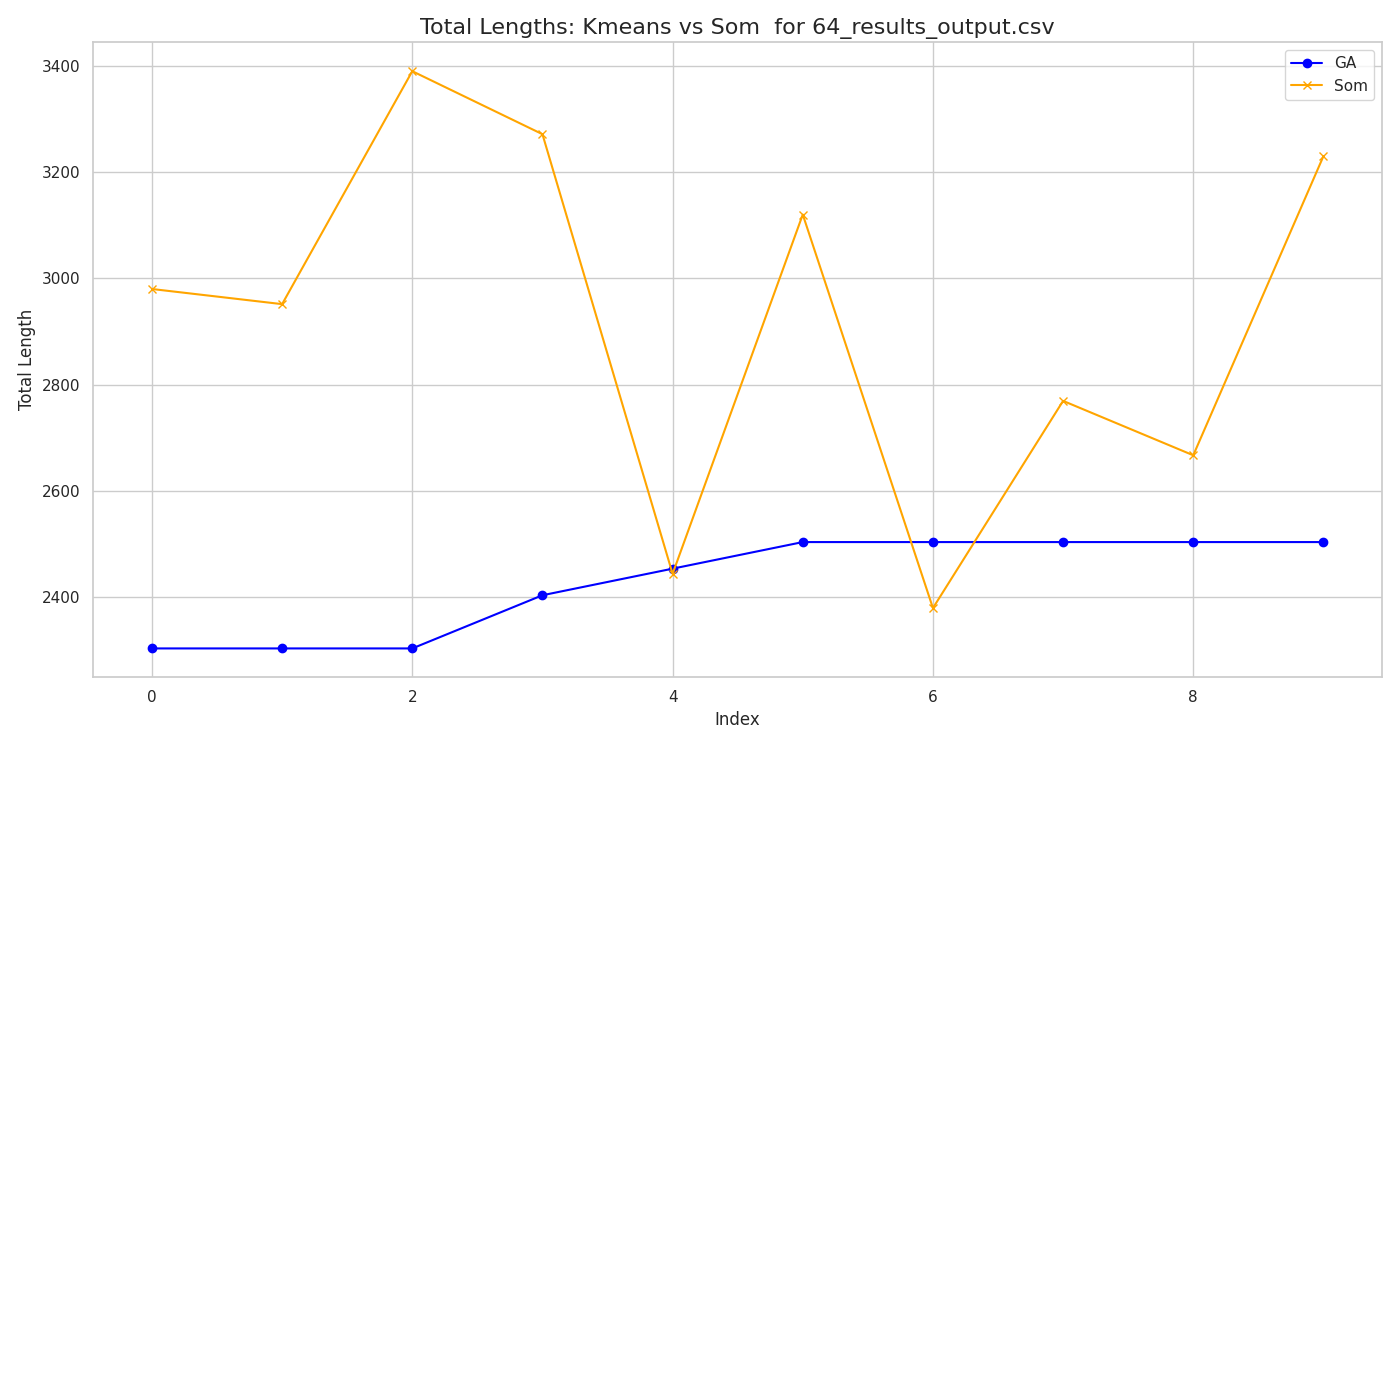 Total Lengths: Kmeans vs Som  for 64_results_output.csv
GA
Som
3400
3200
3000
2800
2600
2400
Total Length
0 2 4 6 8
Index